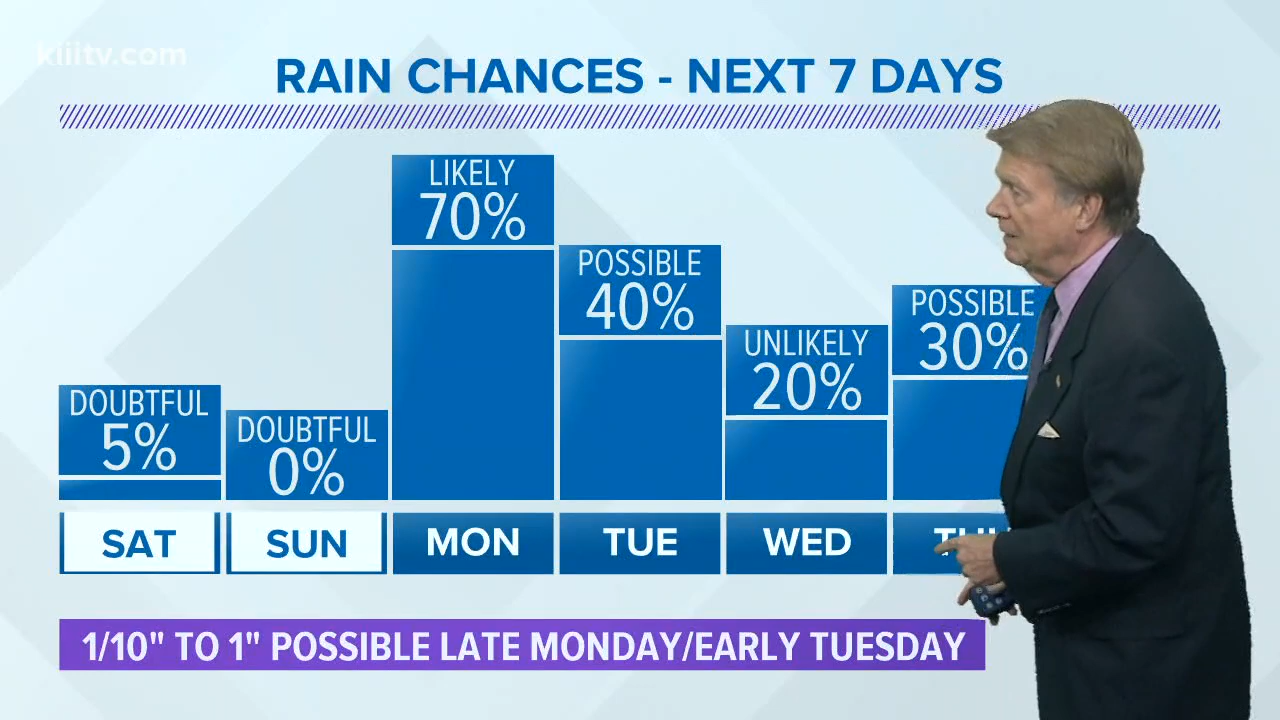 kiiitv.com
RAIN CHANCES - NEXT 7 DAYS
LIKELY
70%
POSSIBLE
40%
POSSIBLE
30%
UNLIKELY
20%
DOUBTFUL
5%
DOUBTFUL
0%
SAT SUN MON TUE WED
1/10" TO 1" POSSIBLE LATE MONDAY/EARLY TUESDAY